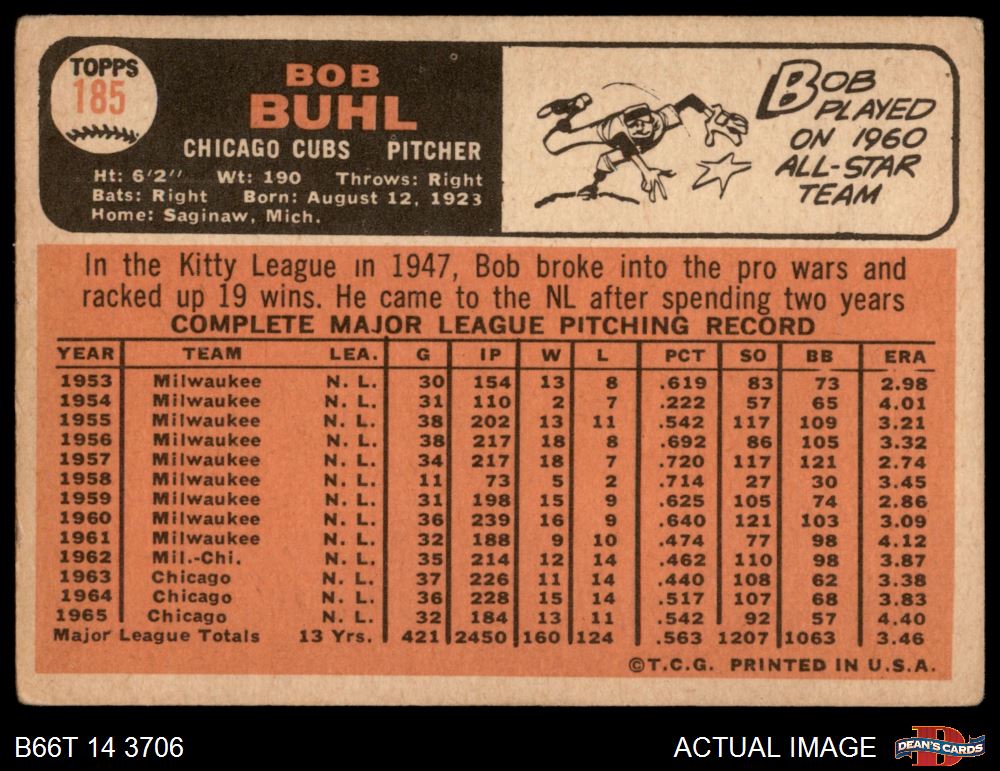 TOPPS
185
BOB
BUHL
CHICAGO CUBS PITCHER
Ht: 6'2'' Wt: 190 Throws: Right
Bats: Right Born: August 12, 1923
Home: Saginaw, Mich.
BOB
PLAYED
ON 1960
ALL-STAR
TEAM
In the Kitty League in 1947, Bob broke into the pro wars and
racked up 19 wins. He came to the NL after spending two years
COMPLETE MAJOR LEAGUE PITCHING RECORD
YEAR TEAM LEA. G IP W L PCT SO BB ERA
1953 Milwaukee N. L. 30 154 13 8 .619 83 73 2.98
1954 Milwaukee N. L. 31 110 2 7 .222 57 65 4.01
1955 Milwaukee N. L. 38 202 13 11 .542 117 109 3.21
1956 Milwaukee N. L. 38 217 18 8 .692 86 105 3.32
1957 Milwaukee N. L. 34 217 18 7 .720 117 121 2.74
1958 Milwaukee N. L. 11 73 5 2 .714 27 30 3.45
1959 Milwaukee N. L. 31 198 15 9 .625 105 74 2.86
1960 Milwaukee N. L. 36 239 16 9 .640 121 103 3.09
1961 Milwaukee N. L. 32 188 9 10 .474 77 98 4.12
1962 Mil.-Chi. N. L. 35 214 12 14 .462 110 98 3.87
1963 Chicago N. L. 37 226 11 14 .440 108 62 3.38
1964 Chicago N. L. 36 228 15 14 .517 107 68 3.83
1965 Chicago N. L. 32 184 13 11 .542 92 57 4.40
Major League Totals 13 Yrs. 421 2450 160 124 .563 1207 1063 3.46
©T.C.G. PRINTED IN U.S.A.
B66T 14 3706
ACTUAL IMAGE
DEAN'S CARDS